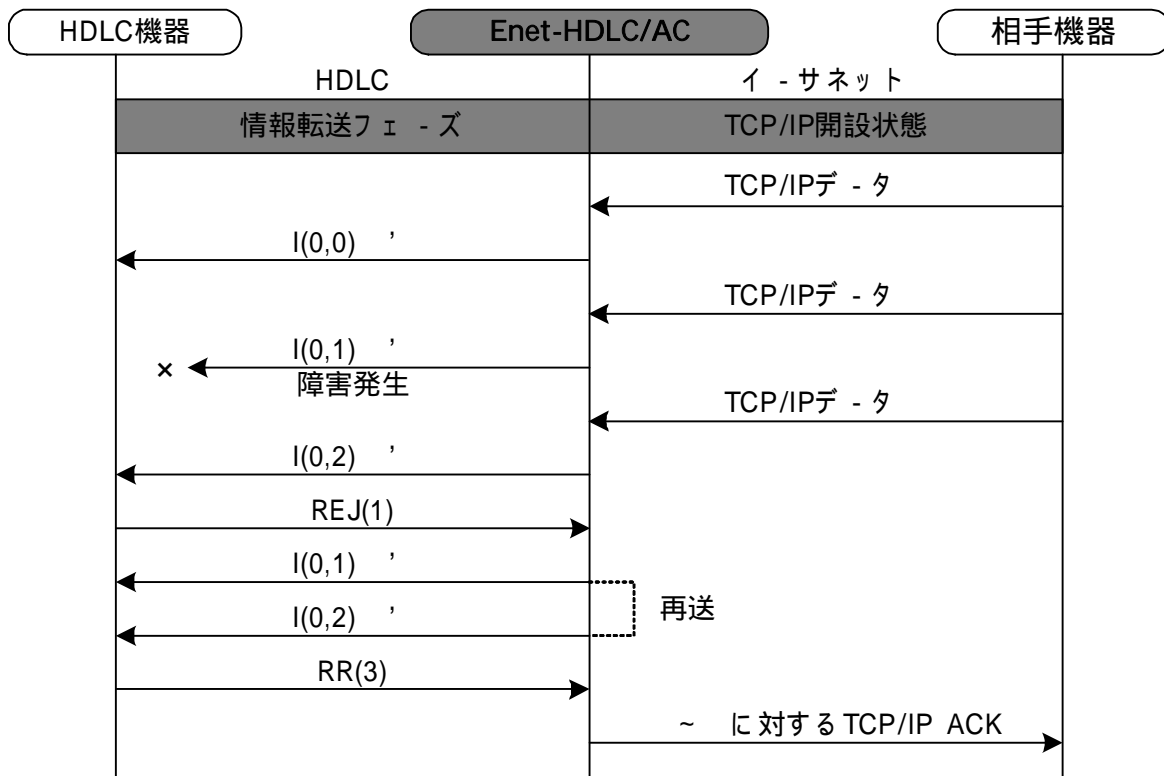 HDLC機器 Enet-HDLC/AC 相手機器
HDLC イ - サネット
情報転送フェ - ズ TCP/IP開設状態
TCP/IPデ - タ
I(0,0) ’
TCP/IPデ - タ
I(0,1) ’
×
障害発生
TCP/IPデ - タ
I(0,2) ’
REJ(1)
I(0,1) ’
再送
I(0,2) ’
RR(3)
~ に対するTCP/IP ACK